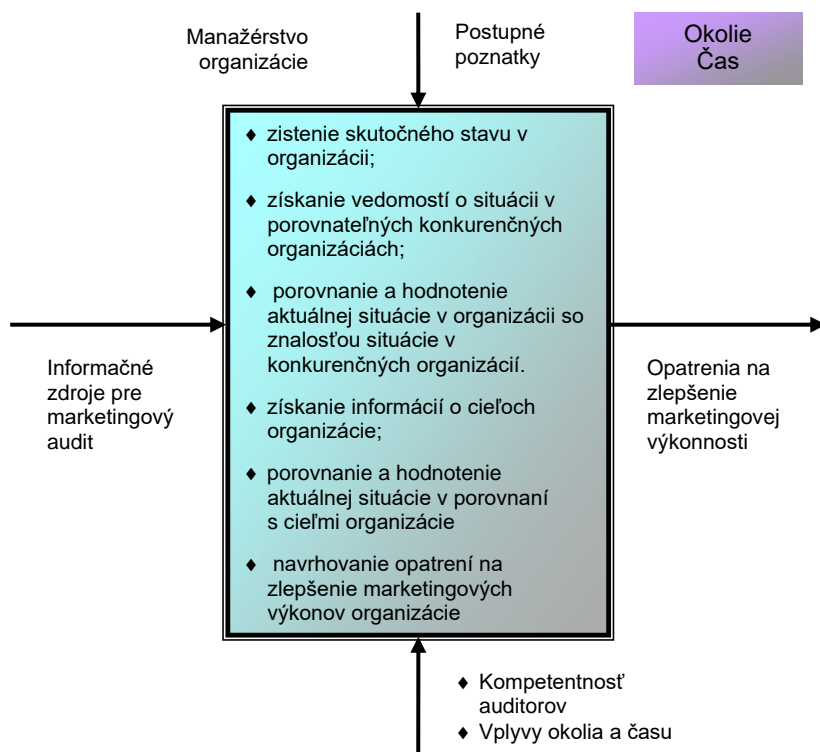 Manažérstvo
organizácie
Postupné
poznatky
Okolie
Čas
♦ zistenie skutočného stavu v
organizácii;
♦ získanie vedomostí o situácii v
porovnateľných konkurenčných
organizáciách;
♦ porovnanie a hodnotenie
aktuálnej situácie v organizácii so
znalosťou situácie v
konkurenčných organizácií.
♦ získanie informácií o cieľoch
organizácie;
♦ porovnanie a hodnotenie
aktuálnej situácie v porovnaní
s cieľmi organizácie
♦ navrhovanie opatrení na
zlepšenie marketingových
výkonov organizácie
Informačné
zdroje pre
marketingový
audit
Opatrenia na
zlepšenie
marketingovej
výkonnosti
♦ Kompetentnosť
audítorov
♦ Vplyvy okolia a času